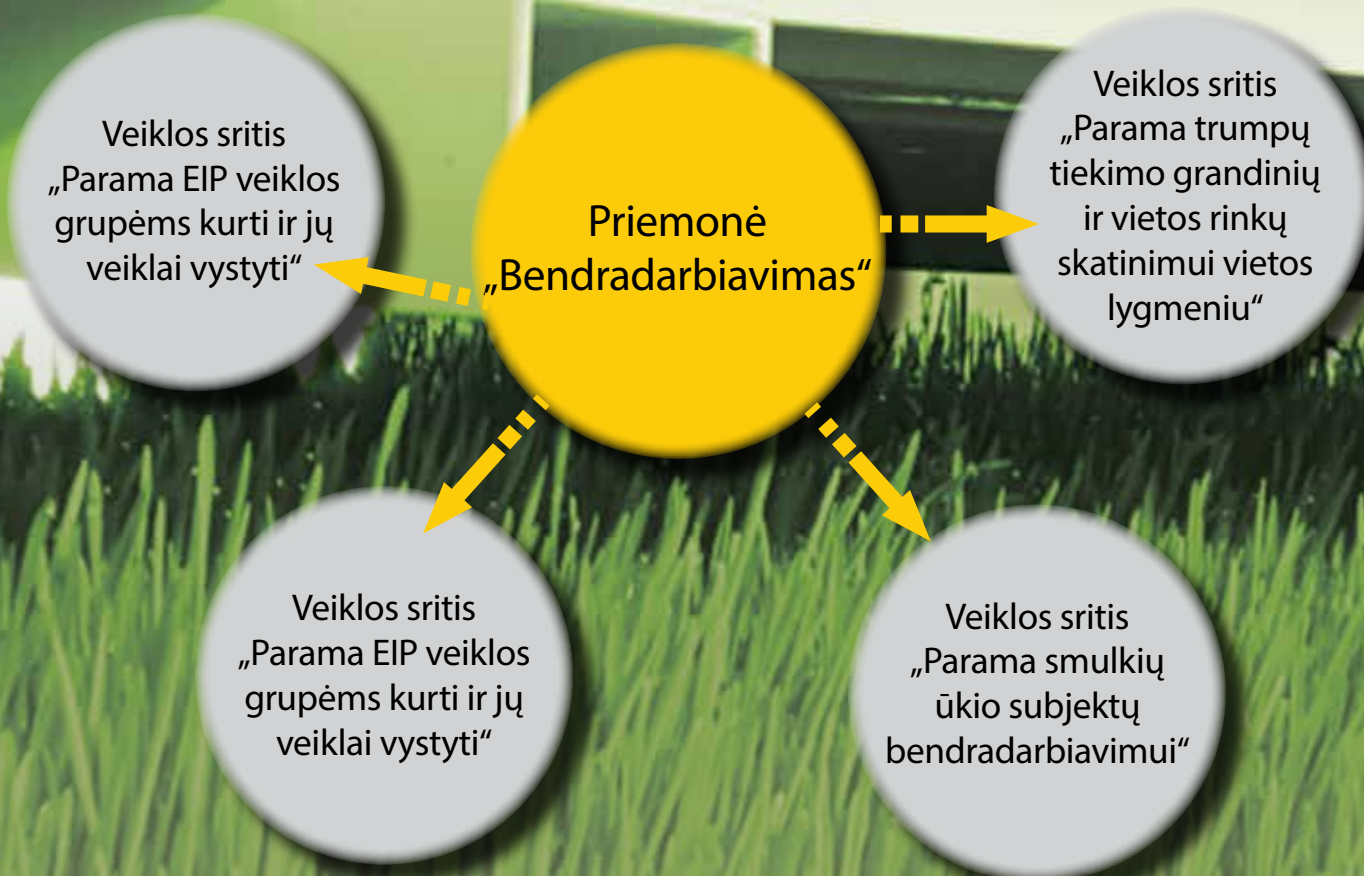 Veiklos sritis
„Parama EIP veiklos
grupėms kurti ir jų
veiklai vystyti“
Priemonė
„Bendradarbiavimas“
Veiklos sritis
„Parama trumpų
tiekimo grandinių
ir vietos rinkų
skatinimui vietos
lygmeniu“
Veiklos sritis
„Parama EIP veiklos
grupėms kurti ir jų
veiklai vystyti“
Veiklos sritis
„Parama smulkių
ūkio subjektų
bendradarbiavimui“